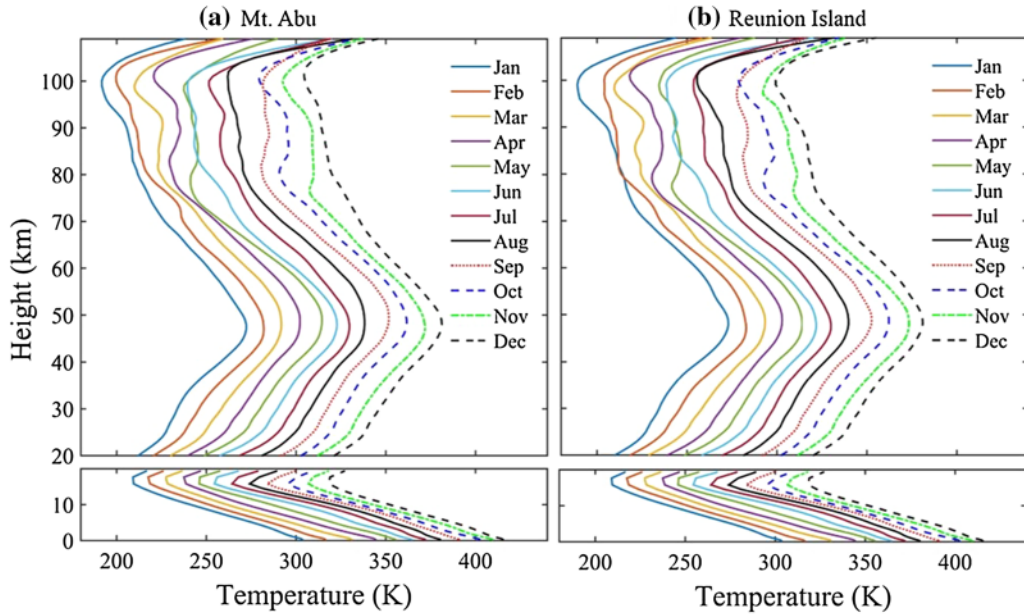 (a) Mt. Abu
(b) Reunion Island
Height (km)
100
90
80
70
60
50
40
30
20
10
0
Jan
Feb
Mar
Apr
May
Jun
Jul
Aug
Sep
Oct
Nov
Dec
Jan
Feb
Mar
Apr
May
Jun
Jul
Aug
Sep
Oct
Nov
Dec
200 250 300 350 400
200 250 300 350 400
Temperature (K)
Temperature (K)